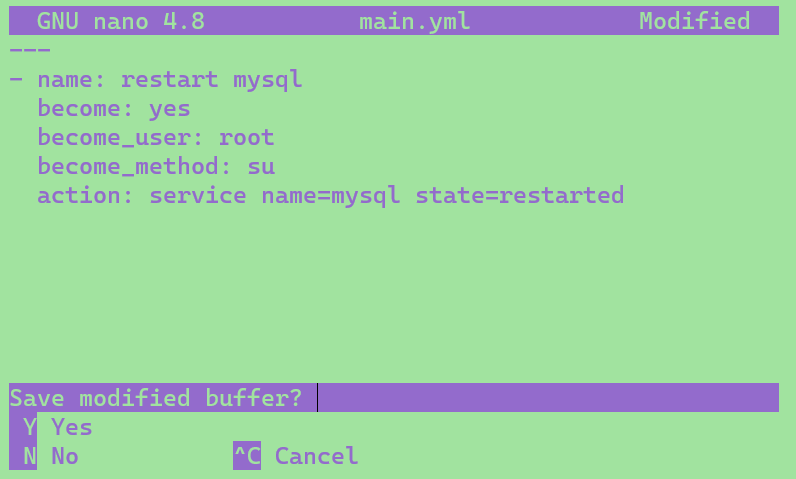 GNU nano 4.8 main.yml Modified
---
- name: restart mysql
  become: yes
  become_user: root
  become_method: su
  action: service name=mysql state=restarted
Save modified buffer?
Y Yes
N No ^C Cancel